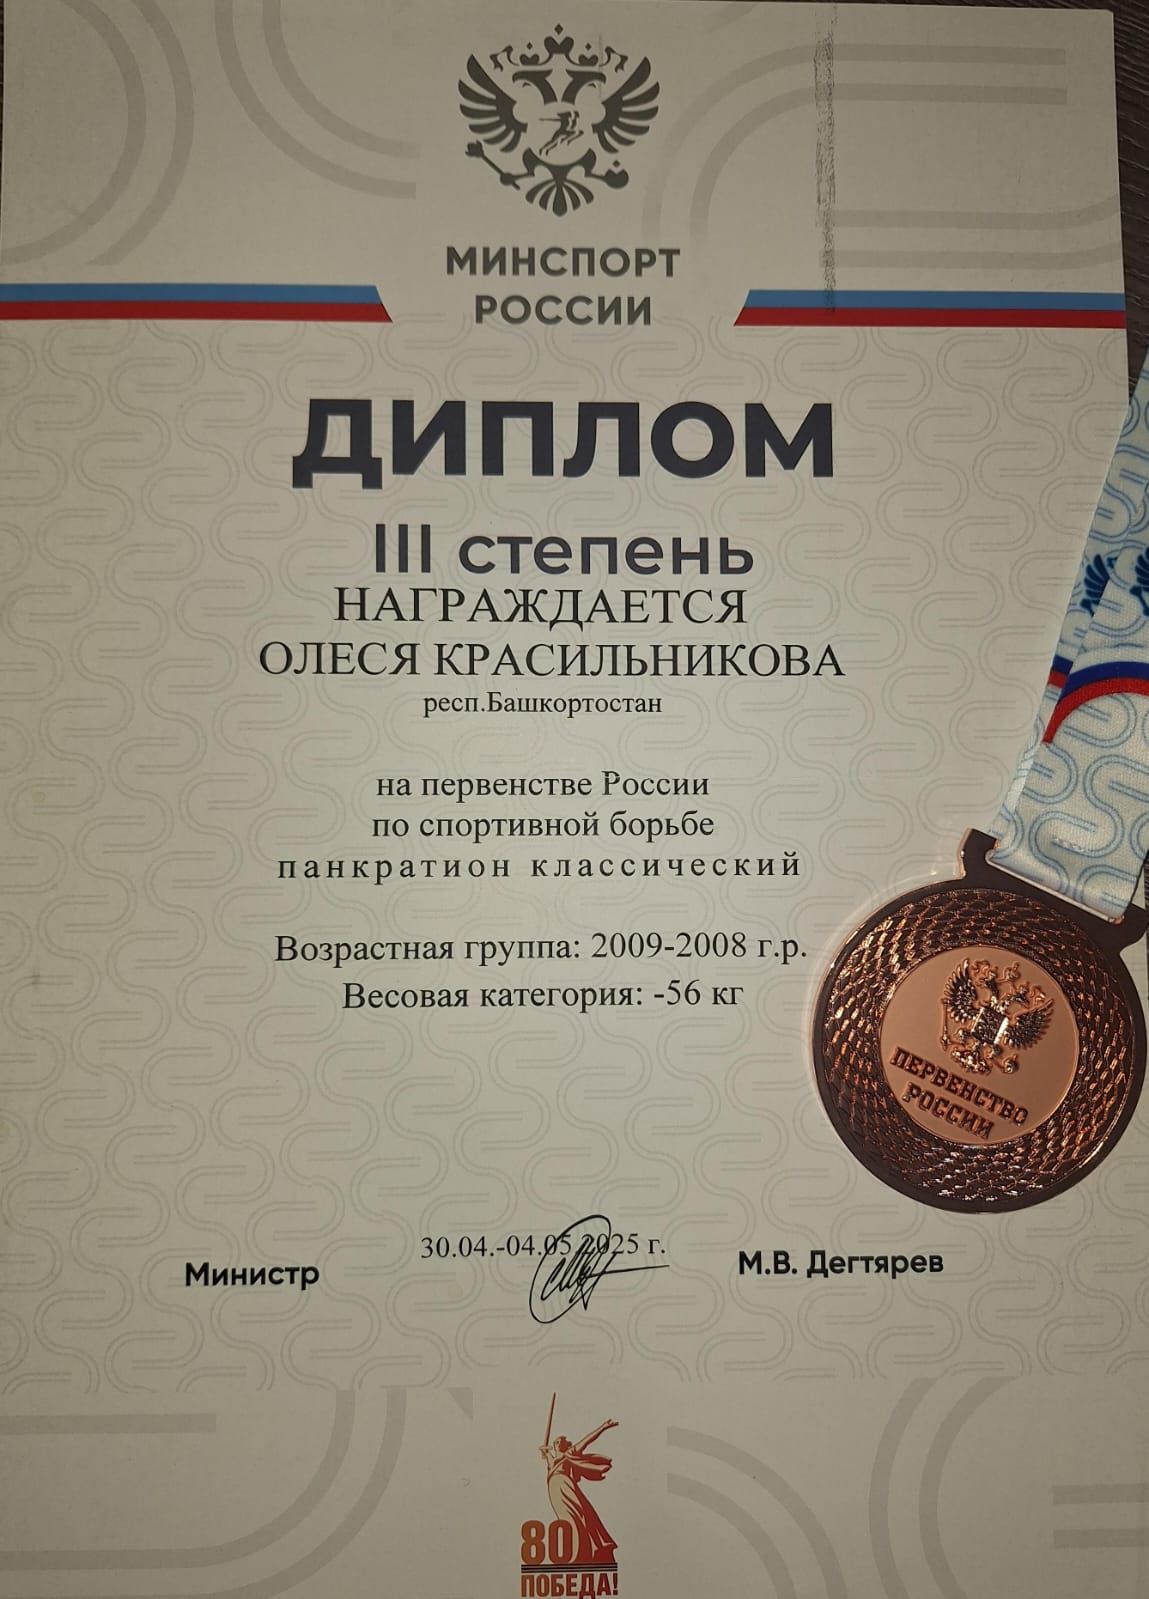 МИНСПОРТ
РОССИИ
ДИПЛОМ
III степень
НАГРАЖДАЕТСЯ
ОЛЕСЯ КРАСИЛЬНИКОВА
респ.Башкортостан
на первенстве России
по спортивной борьбе
панкратион классический
Возрастная группа: 2009-2008 г.р.
Весовая категория: -56 кг
ПЕРВЕНСТВО
РОССИИ
30.04.-04.05.2025 г.
Министр
М.В. Дегтярев
80
ПОБЕДА!